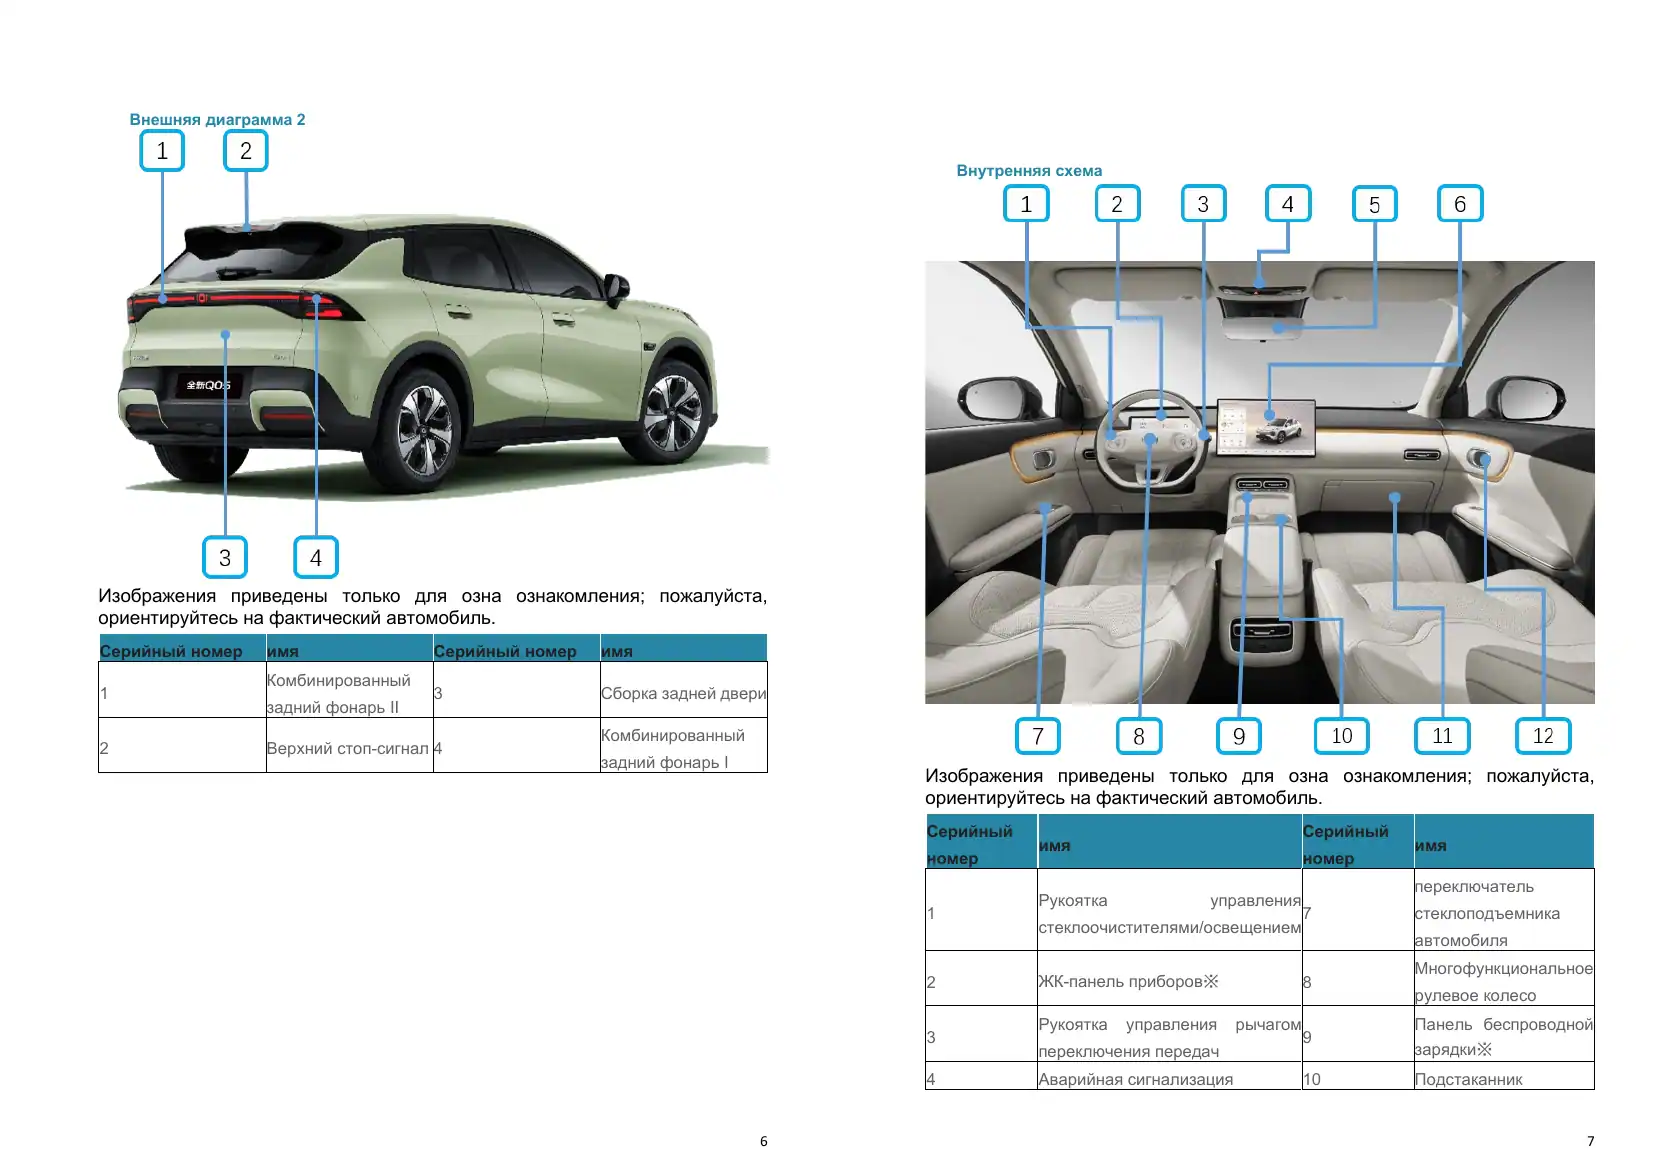 Внешняя диаграмма 2
1
2
全新Q05
3
4
Изображения приведены только для озна ознакомления; пожалуйста,
ориентируйтесь на фактический автомобиль.
Серийный номер имя Серийный номер имя
1 Комбинированный задний фонарь II 3 Сборка задней двери
2 Верхний стоп-сигнал 4 Комбинированный задний фонарь I
6
Внутренняя схема
1 2 3 4 5 6
7 8 9 10 11 12
Изображения приведены только для озна ознакомления; пожалуйста,
ориентируйтесь на фактический автомобиль.
Серийный номер имя Серийный номер имя
1 Рукоятка управления стеклоочистителями/освещением 7 переключатель стеклоподъемника автомобиля
2 ЖК-панель приборов※ 8 Многофункциональное рулевое колесо
3 Рукоятка управления рычагом переключения передач 9 Панель беспроводной зарядки※
4 Аварийная сигнализация 10 Подстаканник
7